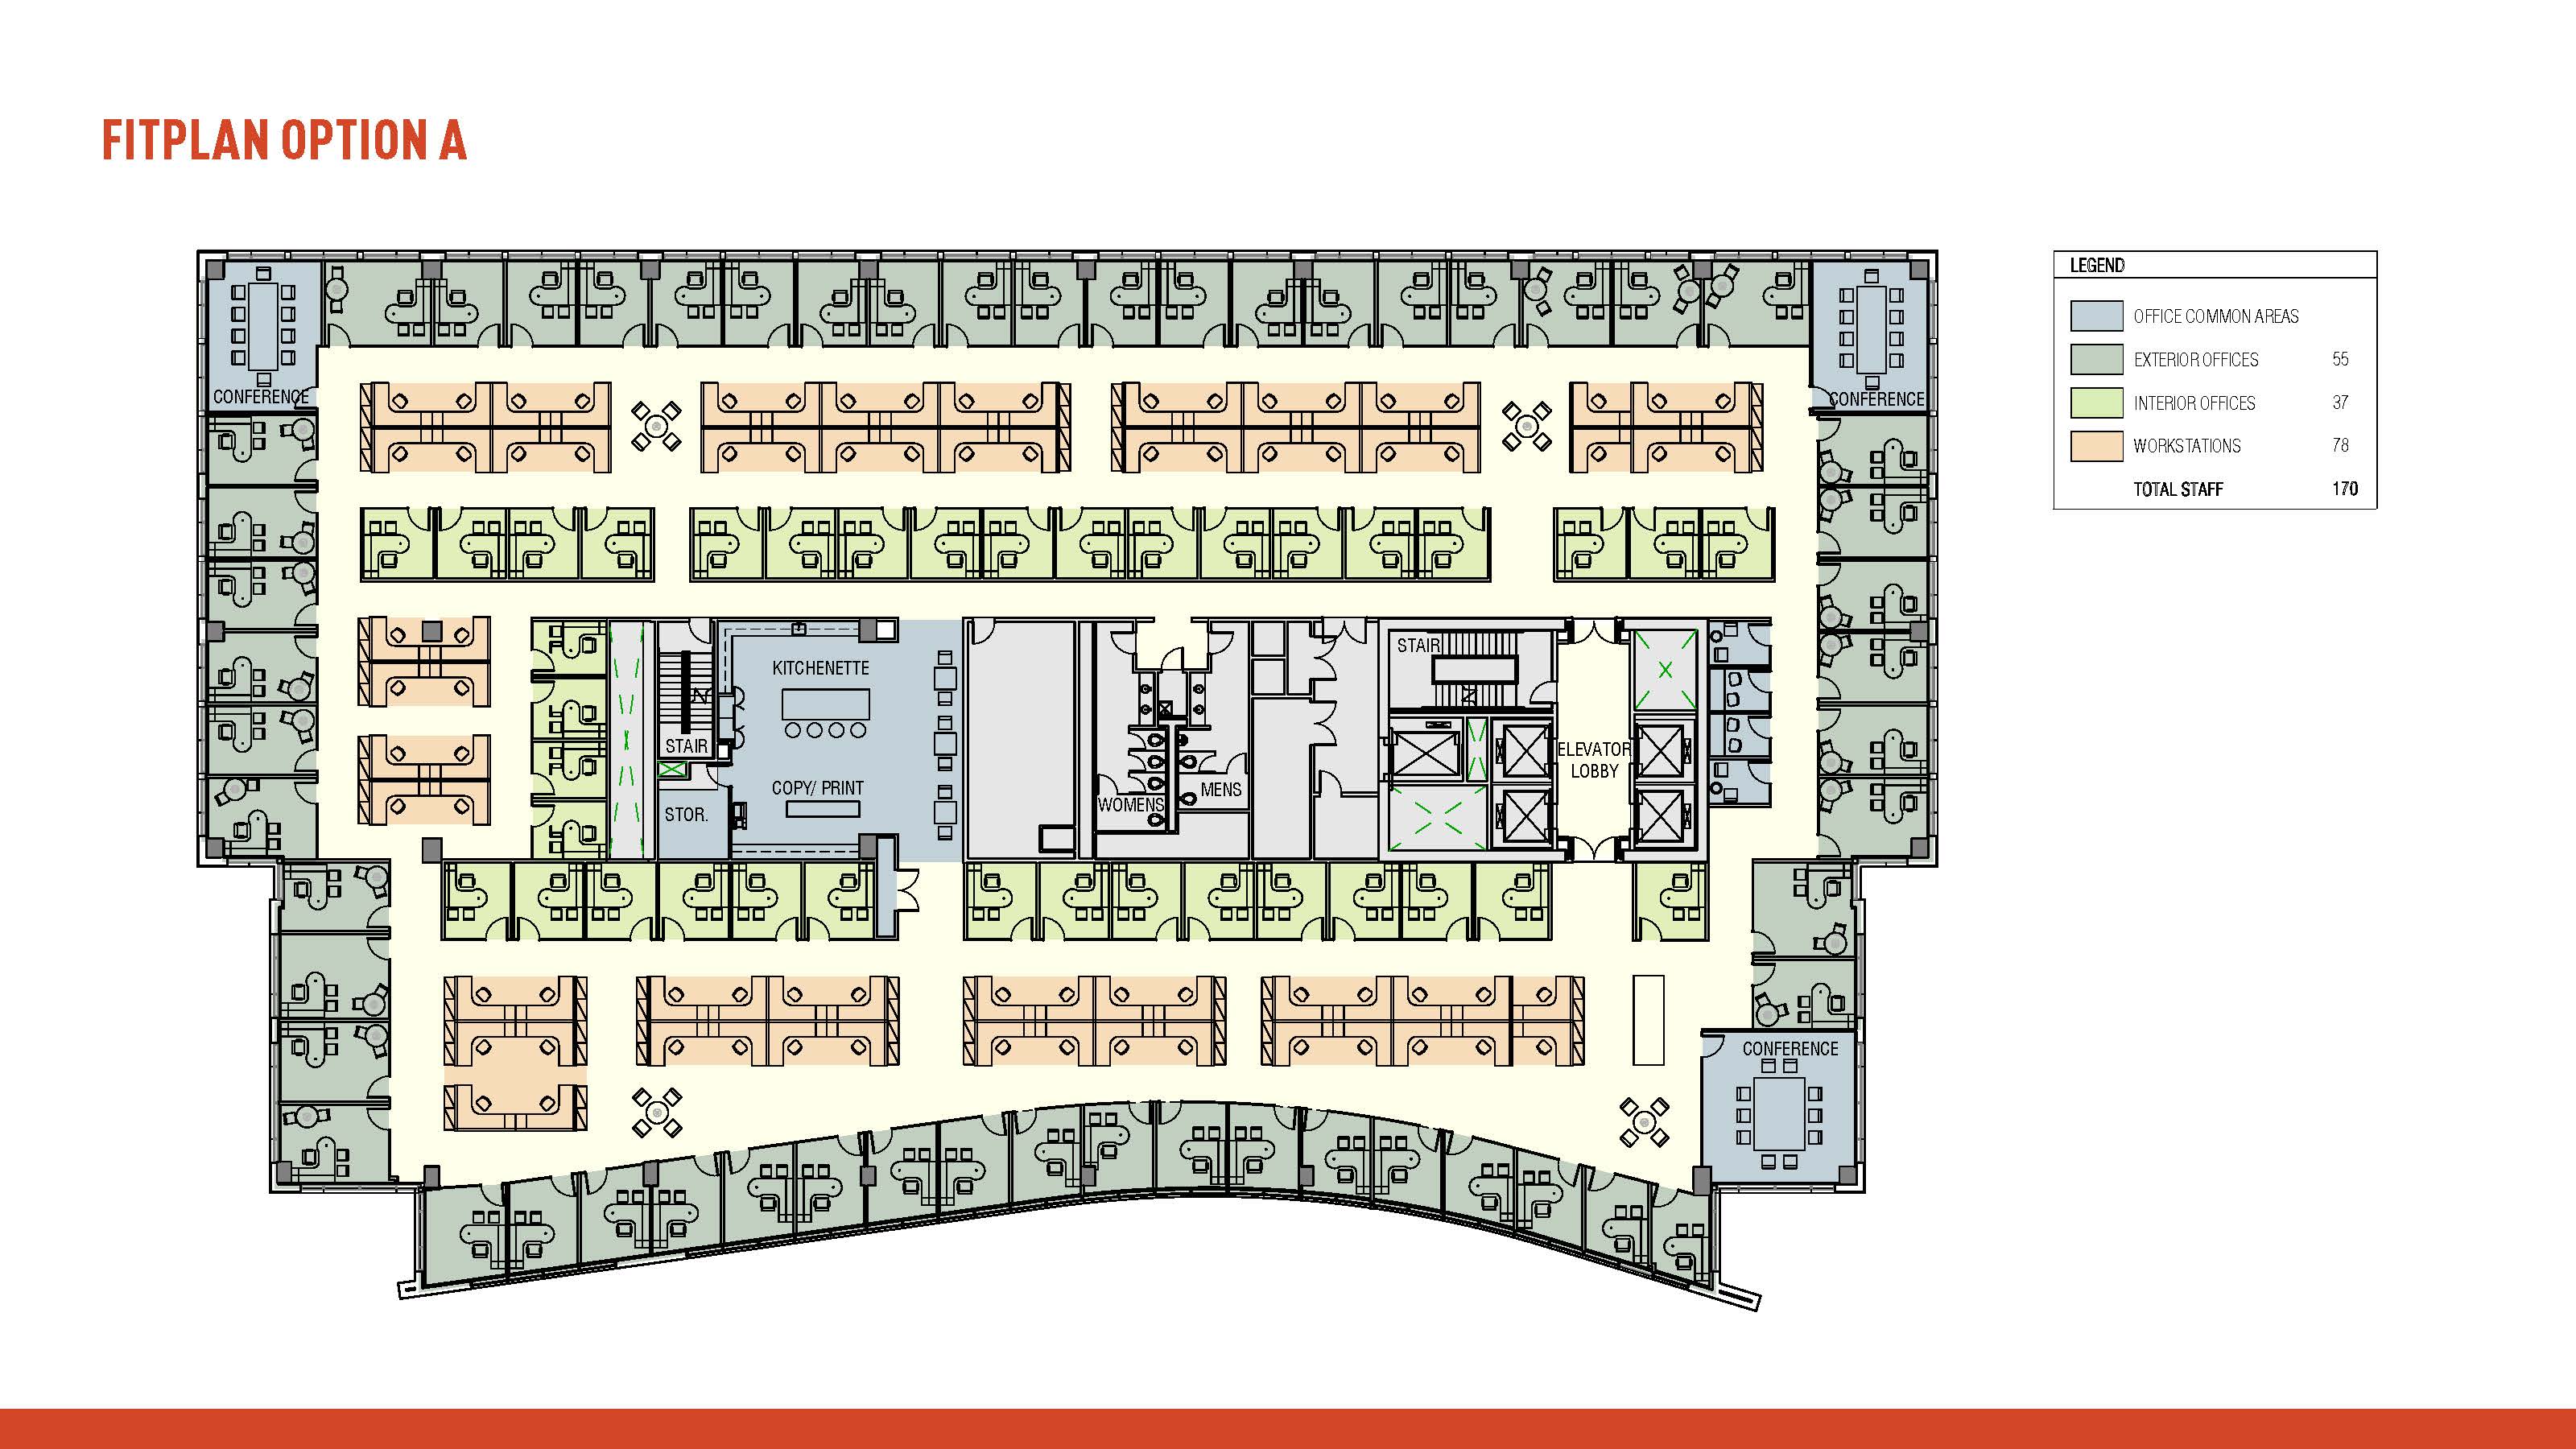 FITPLAN OPTION A
LEGEND
OFFICE COMMON AREAS
EXTERIOR OFFICES 55
INTERIOR OFFICES 37
WORKSTATIONS 78
TOTAL STAFF 170
CONFERENCE
CONFERENCE
STAIR
KITCHENETTE
STAIR
ELEVATOR
LOBBY
COPY/ PRINT
MENS
WOMENS
STOR.
CONFERENCE